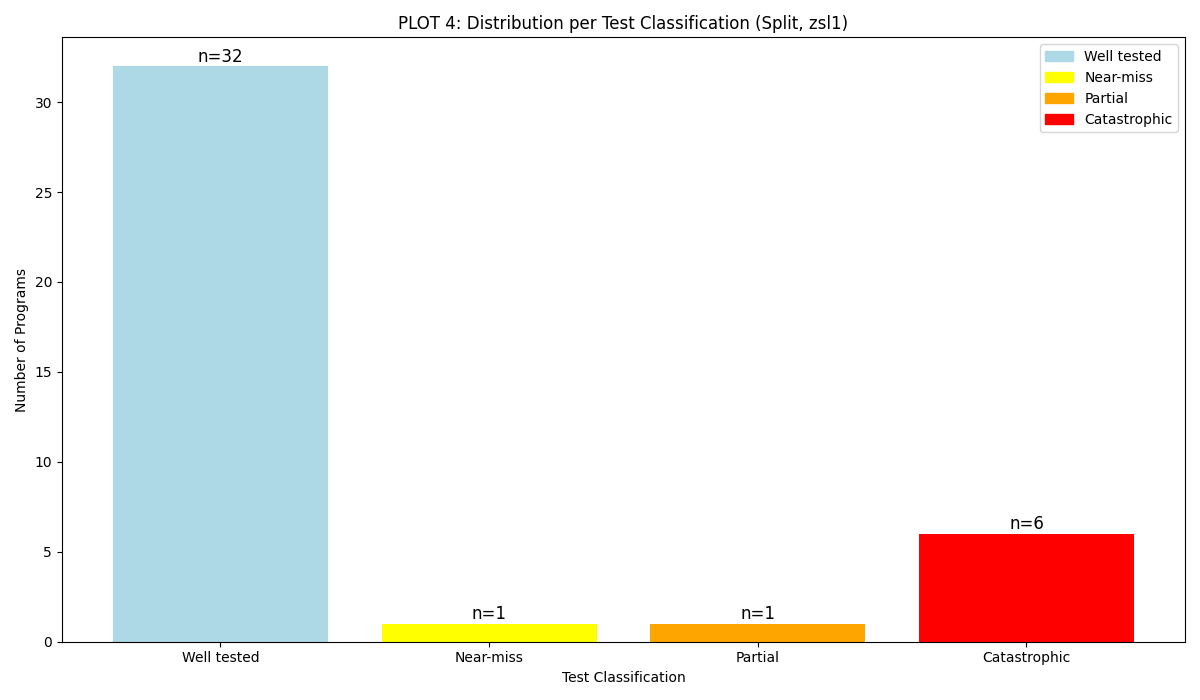 PLOT 4: Distribution per Test Classification (Split, zsl1)
n=32
n=1
n=1
n=6
Well tested
Near-miss
Partial
Catastrophic
Number of Programs
30
25
20
15
10
5
0
Well tested
Near-miss
Partial
Catastrophic
Test Classification